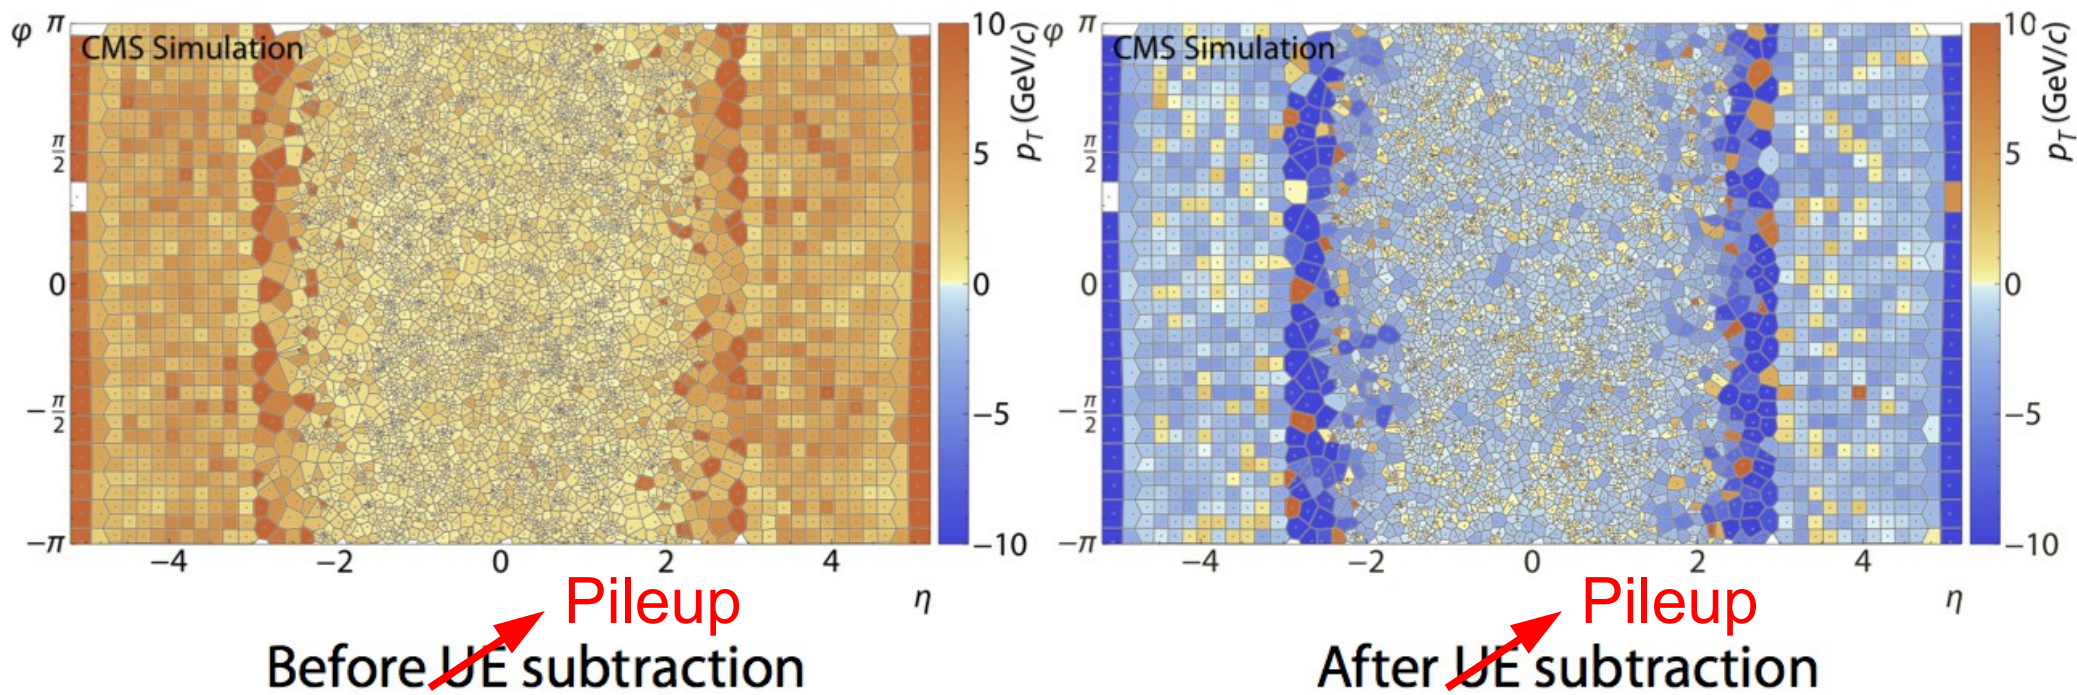 φ π
CMS Simulation
π/2
0
−π/2
−π
−4 −2 0 2 4
η
10
5
0
−5
−10
p_T (GeV/c)
Pileup
Before UE subtraction
φ π
CMS Simulation
π/2
0
−π/2
−π
−4 −2 0 2 4
η
10
5
0
−5
−10
p_T (GeV/c)
Pileup
After UE subtraction